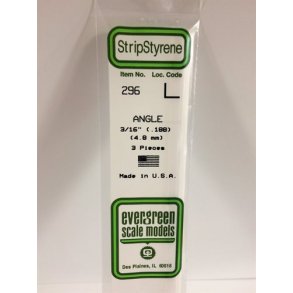 StripStyrene
Item No. Loc. Code
296 L
ANGLE
3/16" (.188)
(4.8 mm)
3 Pieces
Made in U.S.A.
evergreen
scale models
Des Plaines, IL 60018